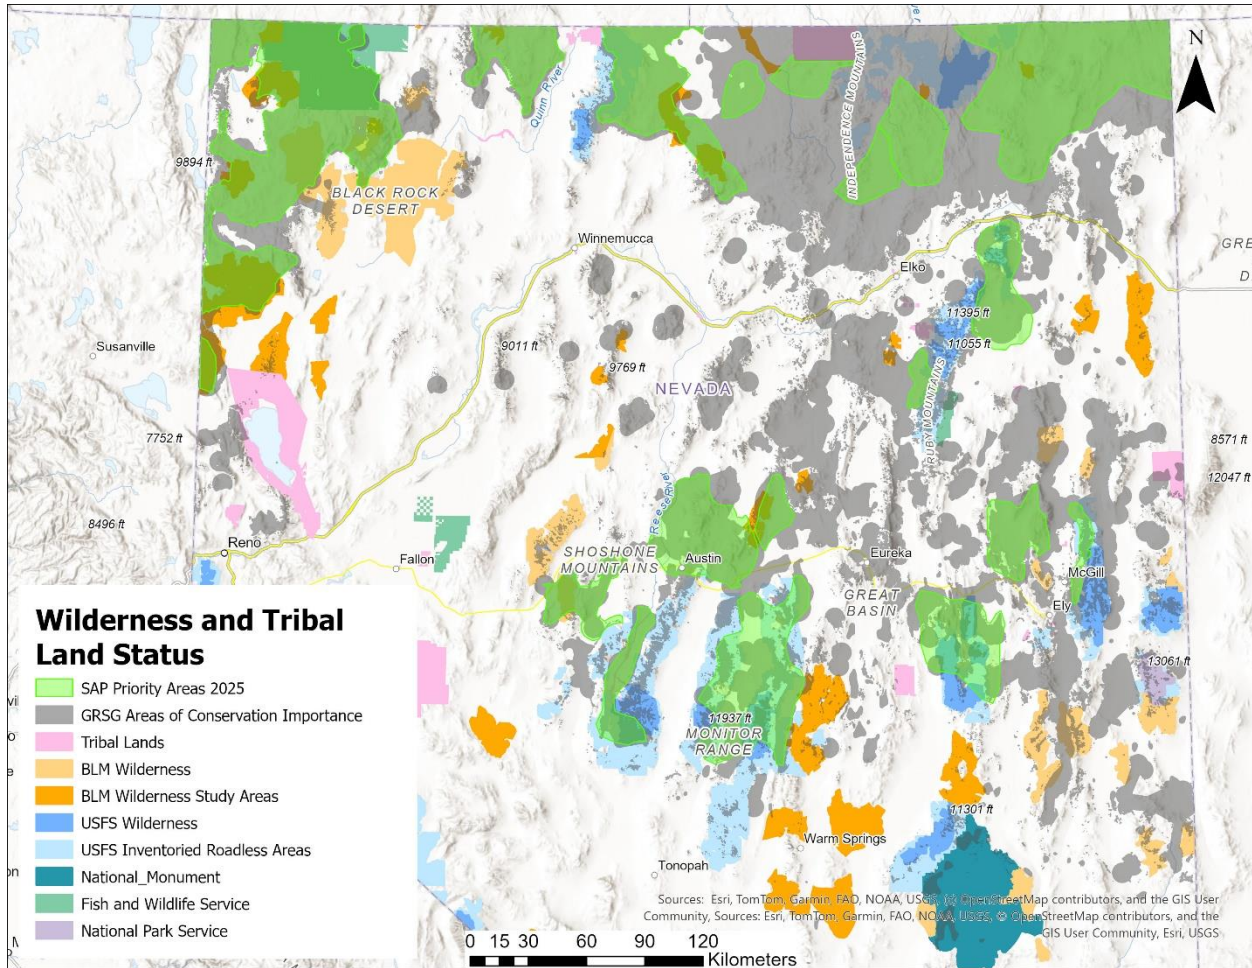 N
Quinn River
INDEPENDENCE MOUNTAINS
9894 ft
BLACK ROCK
DESERT
Winnemucca
Elko
GRE
D
11395 ft
Susanville
9011 ft
11055 ft
9769 ft
NEVADA
RUBY MOUNTAINS
7752 ft
8571 ft
12047 ft
Reese River
8496 ft
Reno
Fallon
SHOSHONE
MOUNTAINS
Austin
Eureka
McGill
GREAT
BASIN
Ely
13061 ft
11937 ft
MONITOR
RANGE
11301 ft
Warm Springs
Tonopah
Wilderness and Tribal
Land Status
SAP Priority Areas 2025
GRSG Areas of Conservation Importance
Tribal Lands
BLM Wilderness
BLM Wilderness Study Areas
USFS Wilderness
USFS Inventoried Roadless Areas
National_Monument
Fish and Wildlife Service
National Park Service
0 15 30 60 90 120
Kilometers
Sources: Esri, TomTom, Garmin, FAO, NOAA, USGS, (c) OpenStreetMap contributors, and the GIS User
Community, Sources: Esri, TomTom, Garmin, FAO, NOAA, USGS, © OpenStreetMap contributors, and the
GIS User Community, Esri, USGS